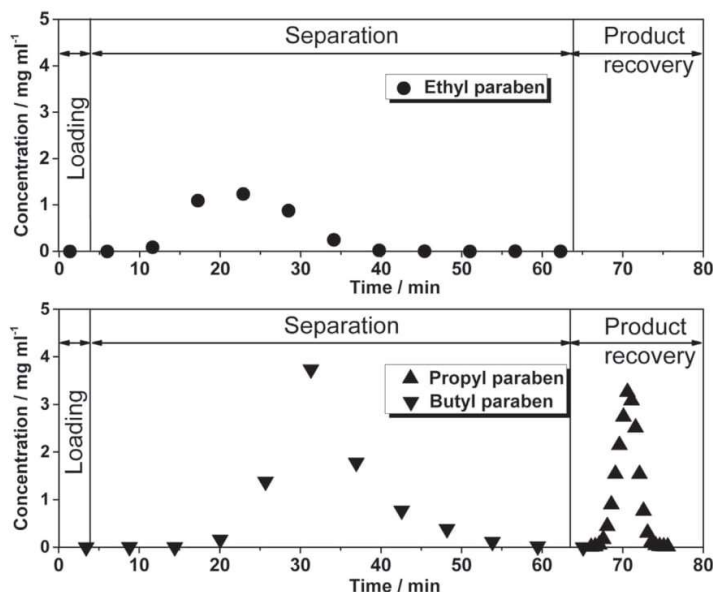 Separation
Product
recovery
Loading
Ethyl paraben
Concentration / mg ml⁻¹
5
4
3
2
1
0
0 10 20 30 40 50 60 70 80
Time / min
Separation
Product
recovery
Loading
Propyl paraben
Butyl paraben
Concentration / mg ml⁻¹
5
4
3
2
1
0
0 10 20 30 40 50 60 70 80
Time / min